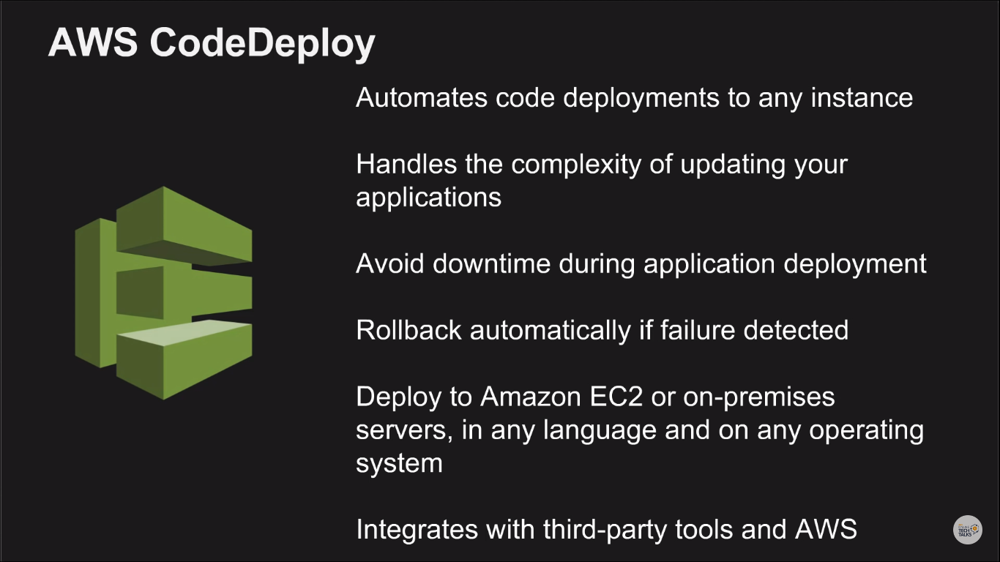 AWS CodeDeploy
Automates code deployments to any instance
Handles the complexity of updating your
applications
Avoid downtime during application deployment
Rollback automatically if failure detected
Deploy to Amazon EC2 or on-premises
servers, in any language and on any operating
system
Integrates with third-party tools and AWS
TECH
TALKS